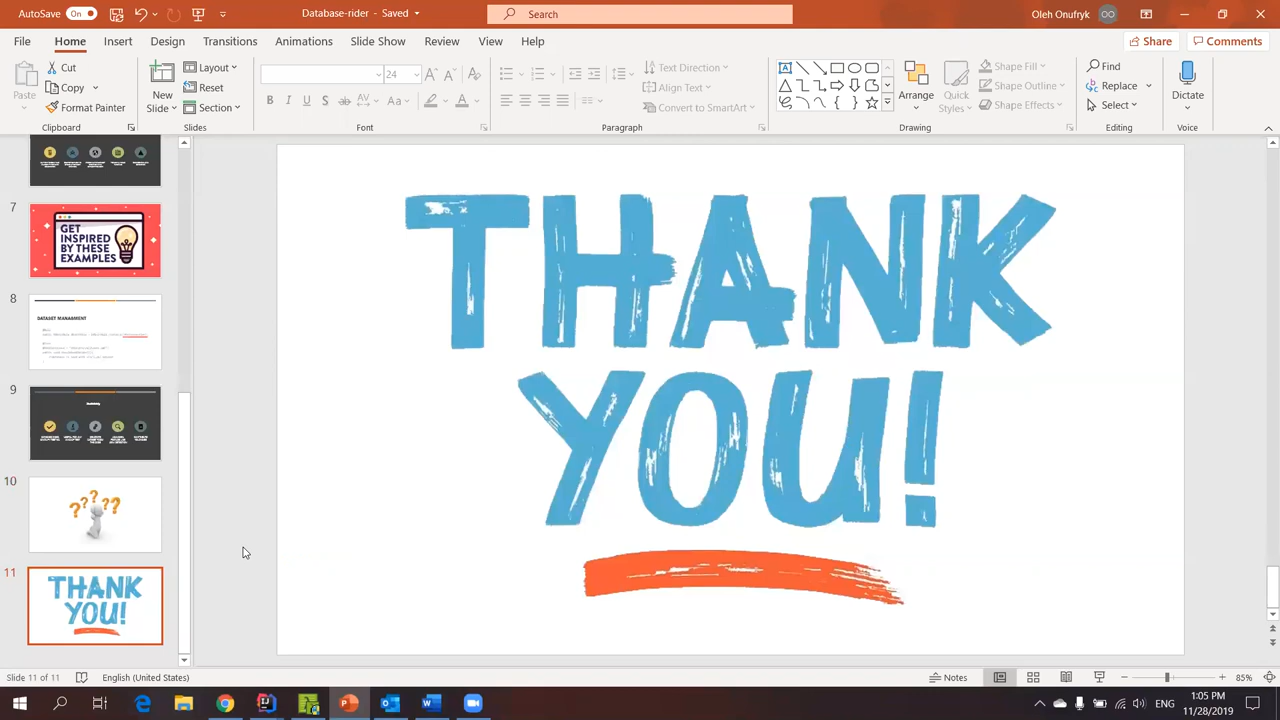 AutoSave On Database-rider - Saved Search Oleh Onufryk OO
File Home Insert Design Transitions Animations Slide Show Review View Help Share Comments
Paste Cut Copy Format Painter Clipboard
New Slide Layout Reset Section Slides
24 Font
Text Direction Align Text Convert to SmartArt Paragraph
Arrange Quick Styles Shape Fill Shape Outline Shape Effects Drawing
Find Replace Select Editing
Dictate Voice
7
GET
INSPIRED
BY THESE
EXAMPLES
8
DATASET MANAGMENT
9
10
11
THANK
YOU!
THANK
YOU!
Slide 11 of 11 English (United States) Notes 85%
1:05 PM
11/28/2019